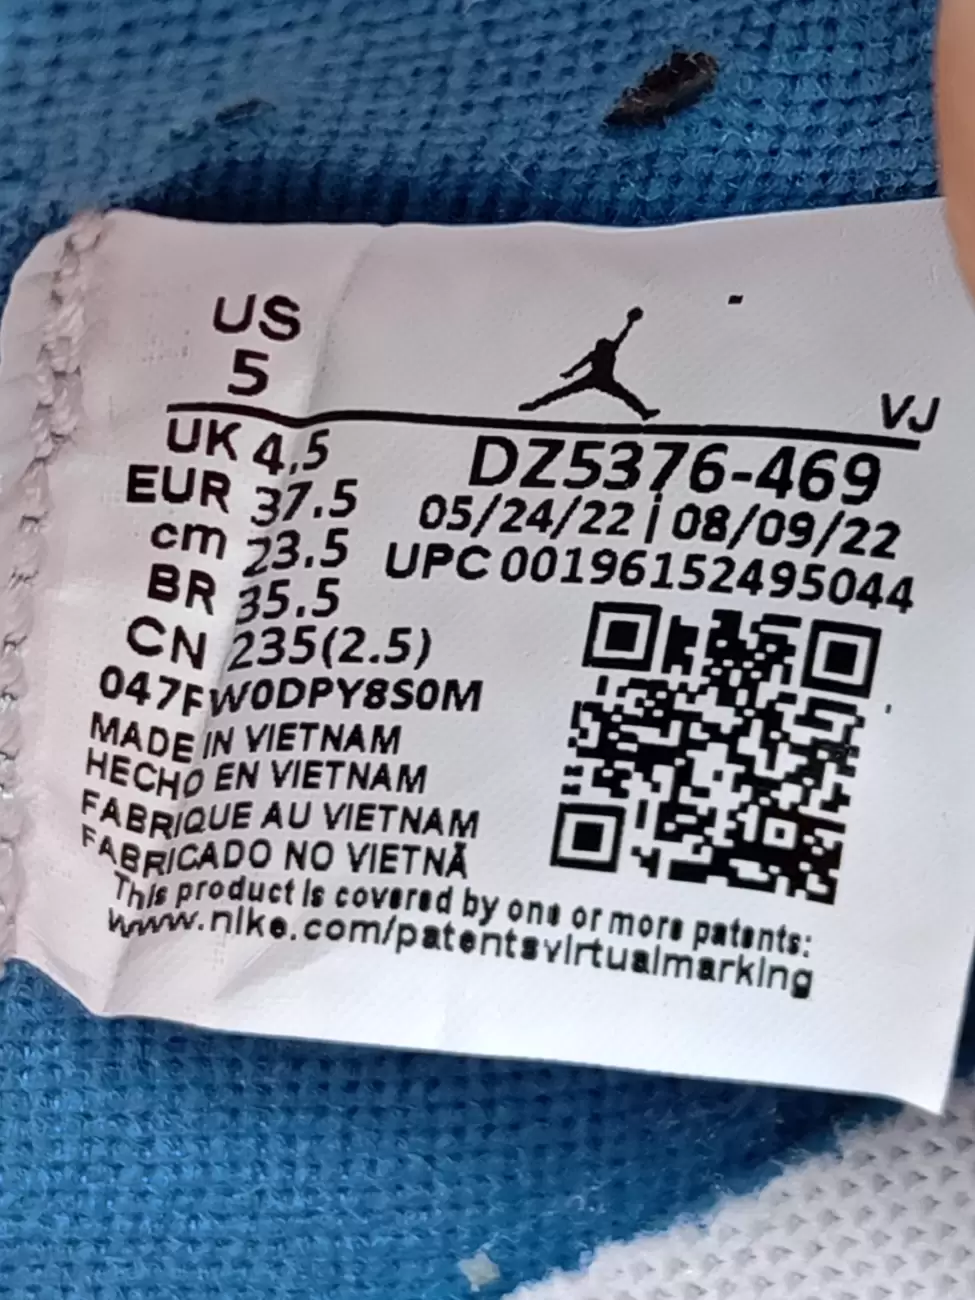 US
5
VJ
UK 4.5
EUR 37.5
cm 23.5
BR 35.5
CN 235(2.5)
047FW0DPY8S0M
MADE IN VIETNAM
HECHO EN VIETNAM
FABRIQUE AU VIETNAM
FABRICADO NO VIETNÃ
DZ5376-469
05/24/22 | 08/09/22
UPC 00196152495044
This product is covered by one or more patents:
www.nike.com/patentsvirtualmarking